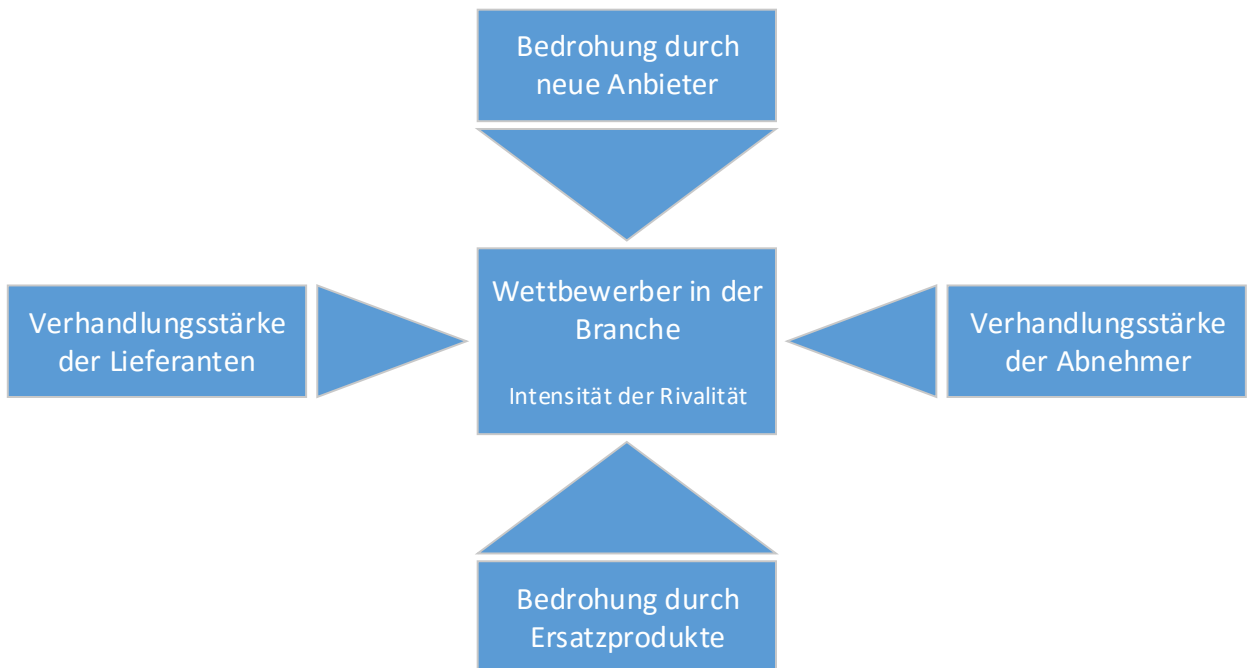 Bedrohung durch
neue Anbieter
Wettbewerber in der
Branche
Intensität der Rivalität
Verhandlungsstärke
der Lieferanten
Verhandlungsstärke
der Abnehmer
Bedrohung durch
Ersatzprodukte